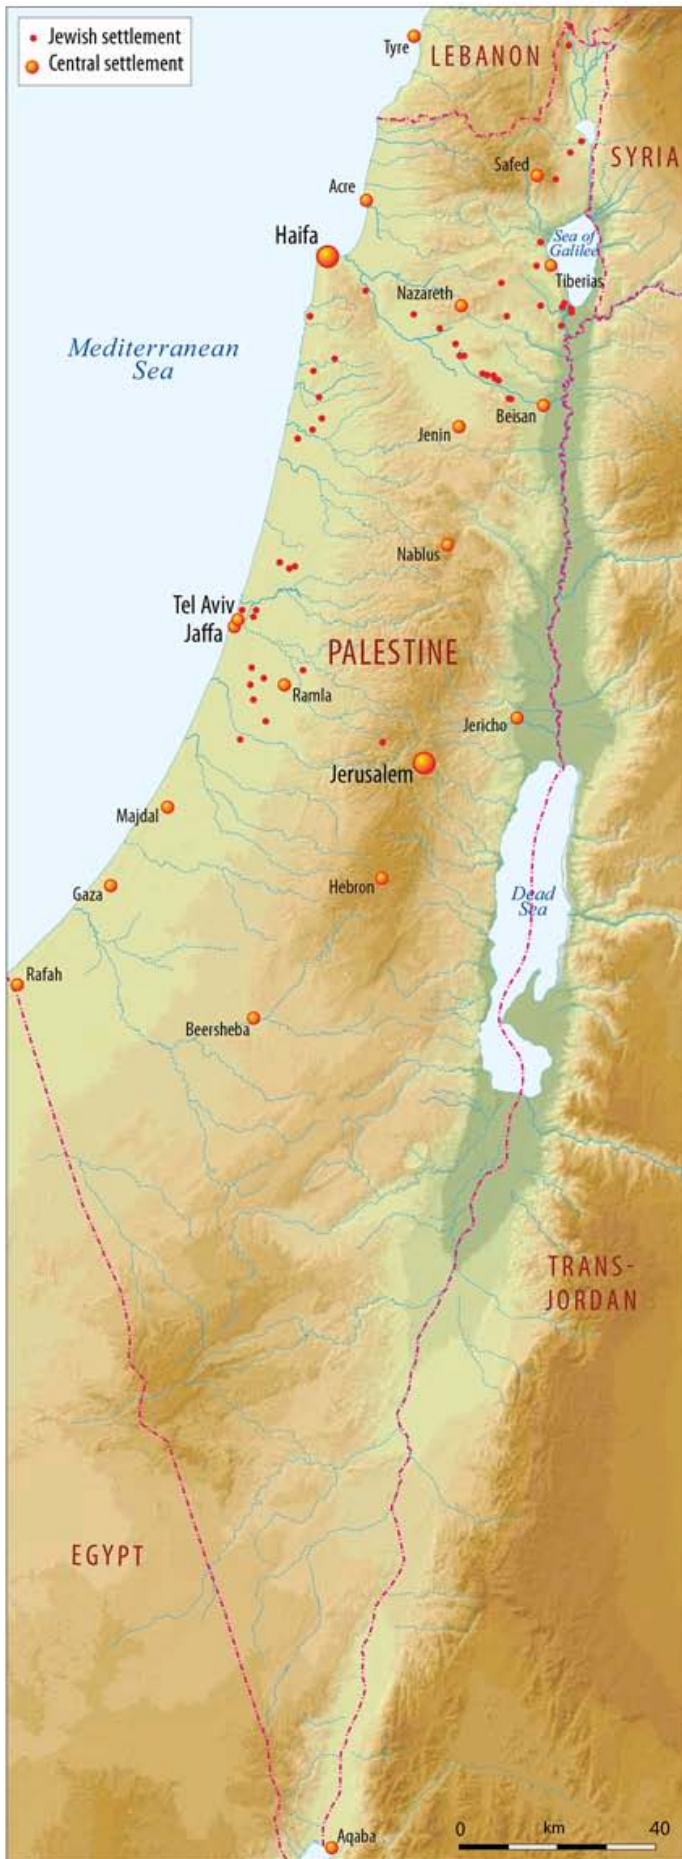 Jewish settlement
Central settlement
Tyre
LEBANON
Safed
SYRIA
Acre
Haifa
Sea of
Galilee
Tiberias
Nazareth
Mediterranean
Sea
Beisan
Jenin
Nablus
Tel Aviv
Jaffa
PALESTINE
Ramla
Jericho
Jerusalem
Majdal
Gaza
Hebron
Dead
Sea
Rafah
Beersheba
TRANS-
JORDAN
EGYPT
Aqaba
0 km 40